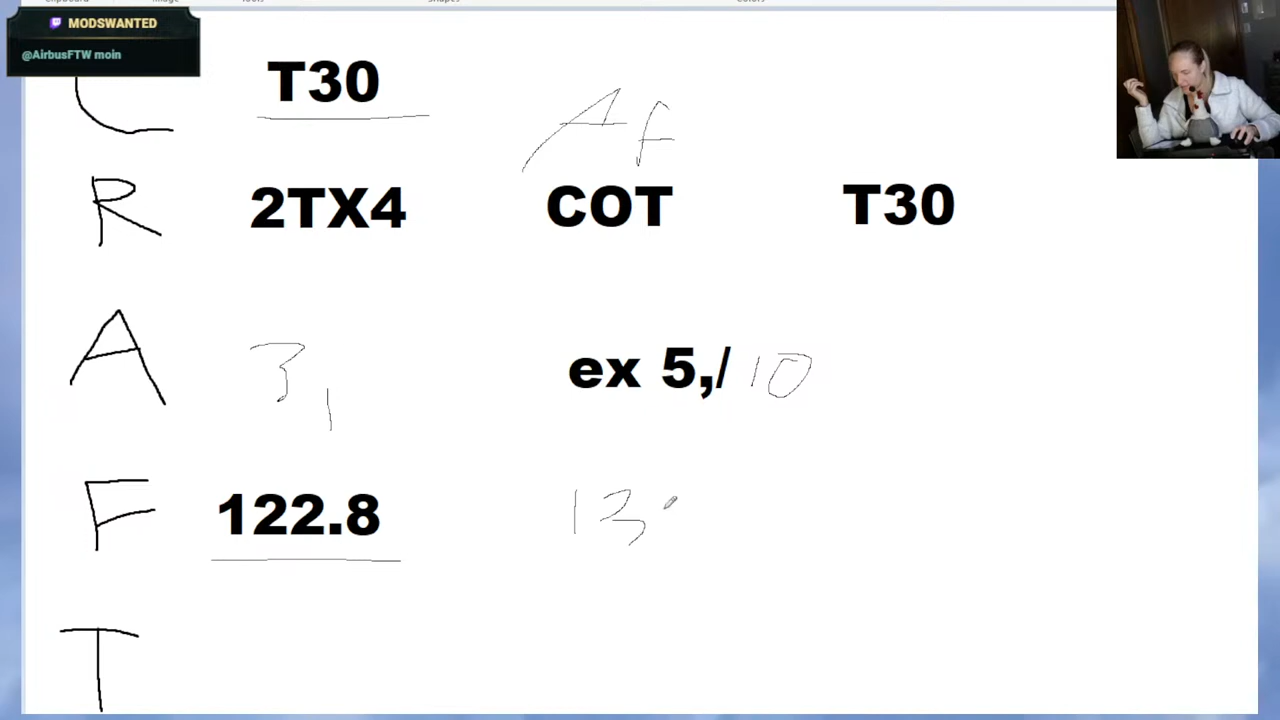 MODSWANTED
@AirbusFTW moin
C T30
Af
R 2TX4 COT T30
A 3, ex 5,/ 10
F 122.8 13
T